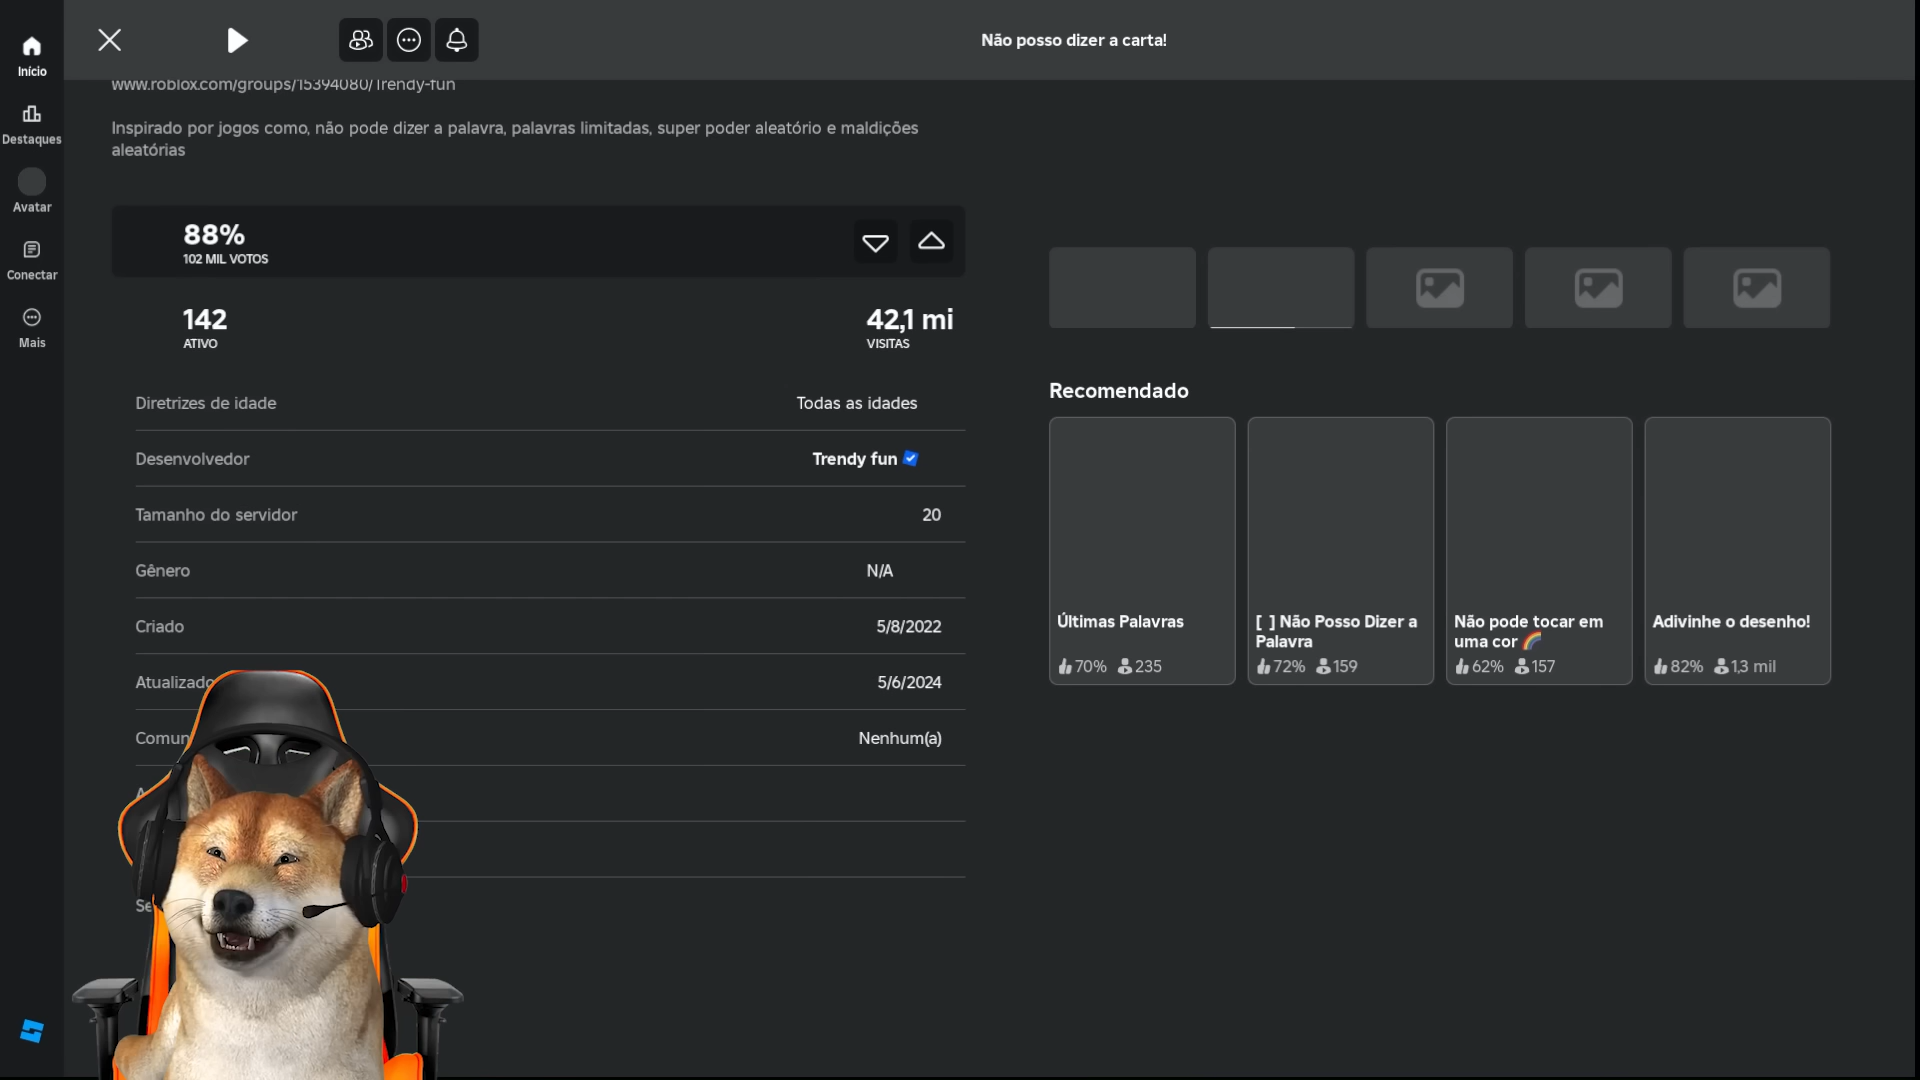 Não posso dizer a carta!
Início
Destaques
Avatar
Conectar
Mais
www.roblox.com/groups/15394080/Trendy-fun
Inspirado por jogos como, não pode dizer a palavra, palavras limitadas, super poder aleatório e maldições
aleatórias
88%
102 MIL VOTOS
142
ATIVO
42,1 mi
VISITAS
Diretrizes de idade
Todas as idades
Desenvolvedor
Trendy fun
Tamanho do servidor
20
Gênero
N/A
Criado
5/8/2022
Atualizado
5/6/2024
Comun
Nenhum(a)
Se
Recomendado
Últimas Palavras
70% 235
[ ] Não Posso Dizer a
Palavra
72% 159
Não pode tocar em
uma cor 🌈
62% 157
Adivinhe o desenho!
82% 1,3 mil